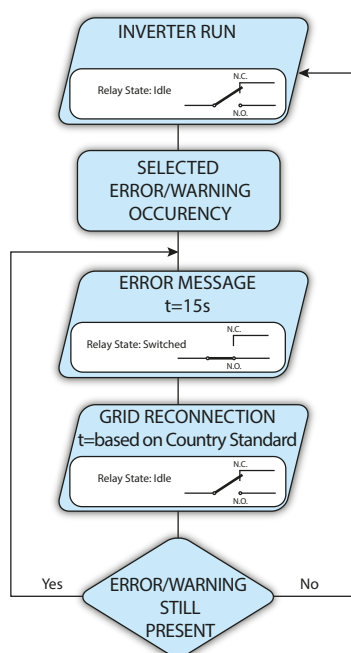 INVERTER RUN
N.C.
Relay State: Idle
N.O.
SELECTED
ERROR/WARNING
OCCURENCY
ERROR MESSAGE
t=15s
N.C.
Relay State: Switched
N.O.
GRID RECONNECTION
t=based on Country Standard
N.C.
Relay State: Idle
N.O.
Yes
ERROR/WARNING
STILL
PRESENT
No